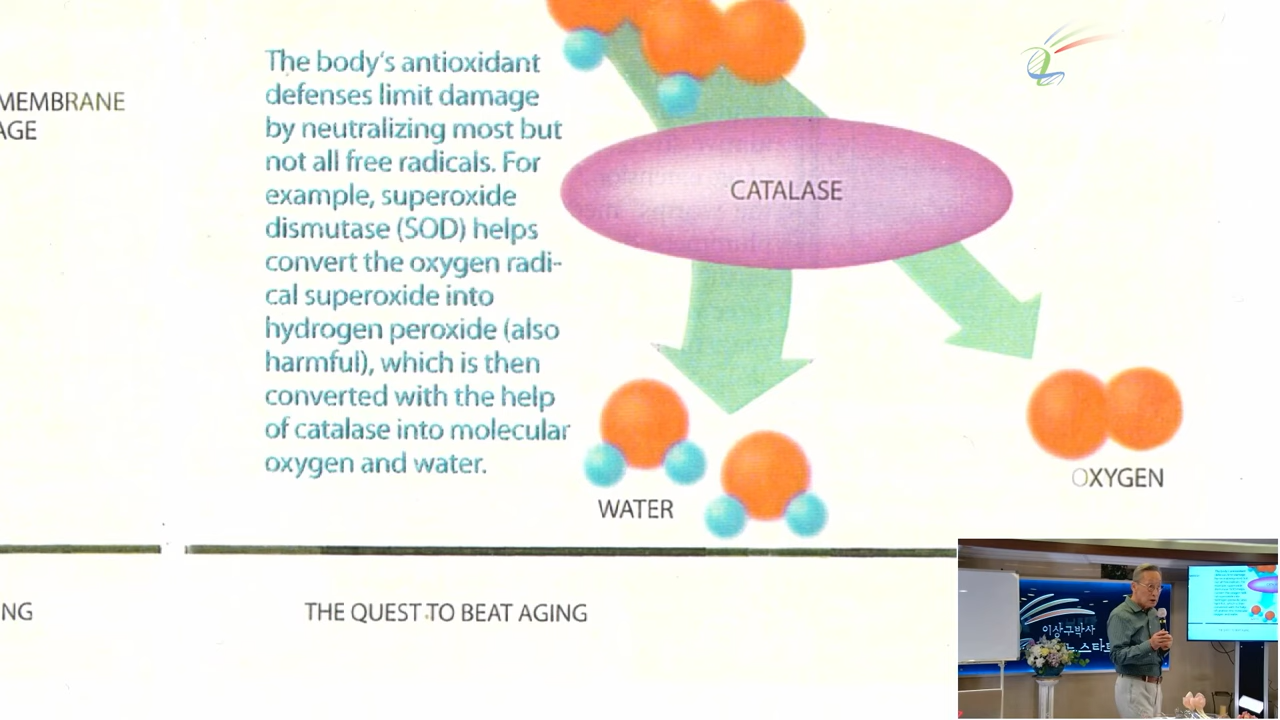 MEMBRANE
AGE
The body's antioxidant
defenses limit damage
by neutralizing most but
not all free radicals. For
example, superoxide
dismutase (SOD) helps
convert the oxygen radi-
cal superoxide into
hydrogen peroxide (also
harmful), which is then
converted with the help
of catalase into molecular
oxygen and water.
CATALASE
WATER
OXYGEN
NG
THE QUEST TO BEAT AGING
이상구박사
스타트